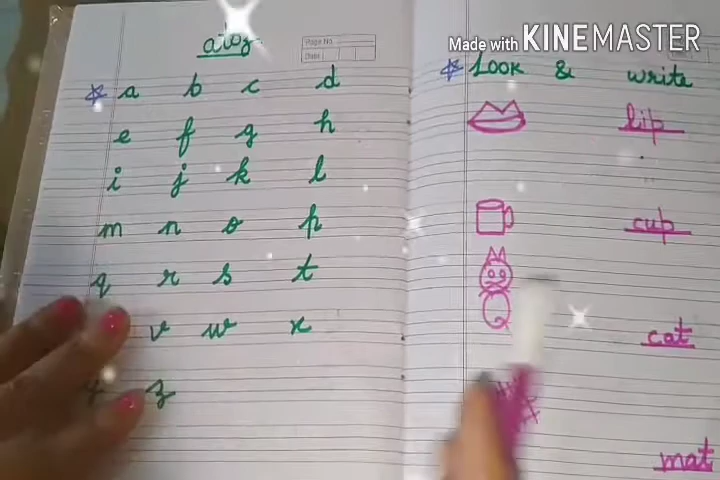 Made with KINEMASTER
a to z
Page No.
Date
a b c d
e f g h
i j k l
m n o p
q r s t
v w x
z
Look & write
lip
cup
cat
mat